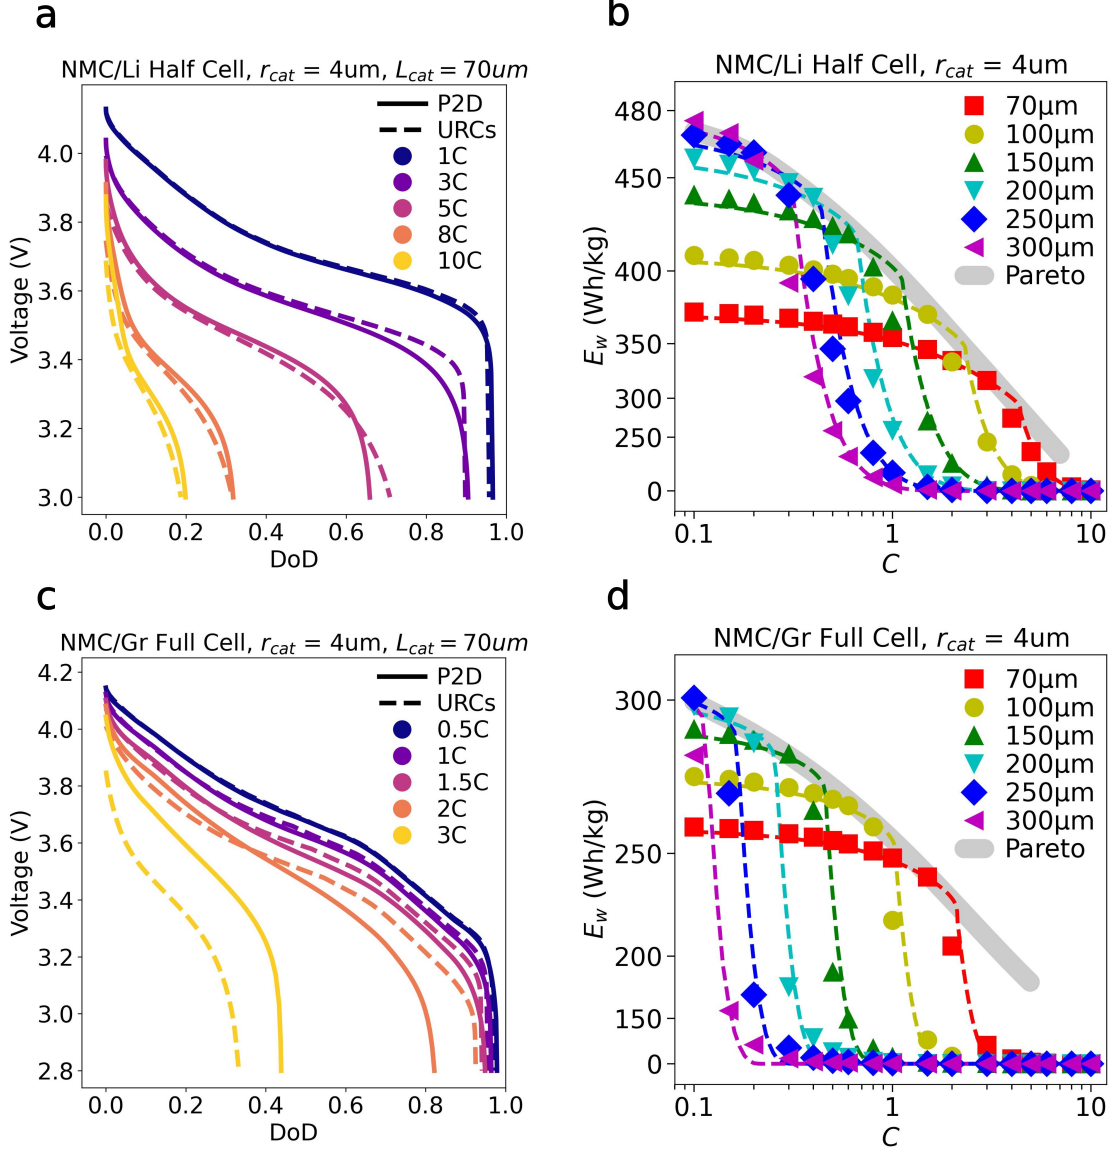 a
NMC/Li Half Cell, r_cat = 4um, L_cat = 70um
P2D
URCs
1C
3C
5C
8C
10C
4.0
3.8
3.6
3.4
3.2
3.0
Voltage (V)
0.0 0.2 0.4 0.6 0.8 1.0
DoD
b
NMC/Li Half Cell, r_cat = 4um
70μm
100μm
150μm
200μm
250μm
300μm
Pareto
480
450
400
350
300
250
0
E_w (Wh/kg)
0.1 1 10
C
c
NMC/Gr Full Cell, r_cat = 4um, L_cat = 70um
P2D
URCs
0.5C
1C
1.5C
2C
3C
4.2
4.0
3.8
3.6
3.4
3.2
3.0
2.8
Voltage (V)
0.0 0.2 0.4 0.6 0.8 1.0
DoD
d
NMC/Gr Full Cell, r_cat = 4um
70μm
100μm
150μm
200μm
250μm
300μm
Pareto
300
250
200
150
0
E_w (Wh/kg)
0.1 1 10
C